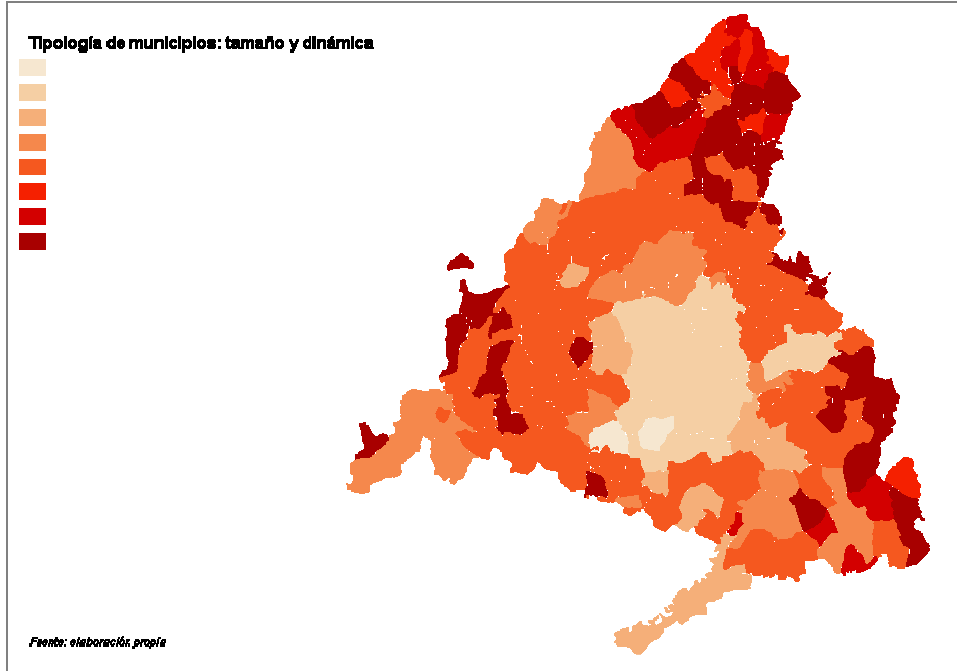 Tipología de municipios: tamaño y dinámica
Fuente: elaboración propia